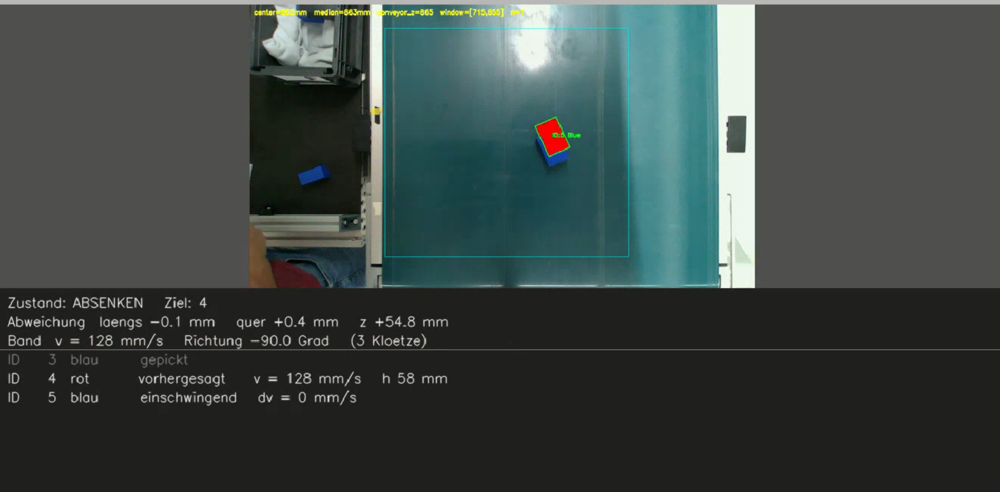 center=862mm median=863mm conveyor_z=865 window=[715,855] n=1
ID:5 Blue
Zustand: ABSENKEN Ziel: 4
Abweichung laengs -0.1 mm quer +0.4 mm z +54.8 mm
Band v = 128 mm/s Richtung -90.0 Grad (3 Kloetze)
ID 3 blau gepickt
ID 4 rot vorhergesagt v = 128 mm/s h 58 mm
ID 5 blau einschwingend dv = 0 mm/s